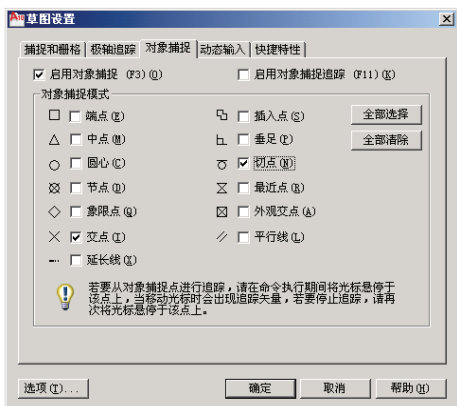 草图设置
捕捉和栅格 极轴追踪 对象捕捉 动态输入 快捷特性
启用对象捕捉 (F3)(O) 启用对象捕捉追踪 (F11)(K)
对象捕捉模式
端点(E) 插入点(S) 全部选择
中点(M) 垂足(P) 全部清除
圆心(C) 切点(N)
节点(D) 最近点(R)
象限点(Q) 外观交点(A)
交点(I) 平行线(L)
延长线(X)
若要从对象捕捉点进行追踪，请在命令执行期间将光标悬停于
该点上，当移动光标时会出现追踪矢量，若要停止追踪，请再
次将光标悬停于该点上。
选项(T)... 确定 取消 帮助(H)